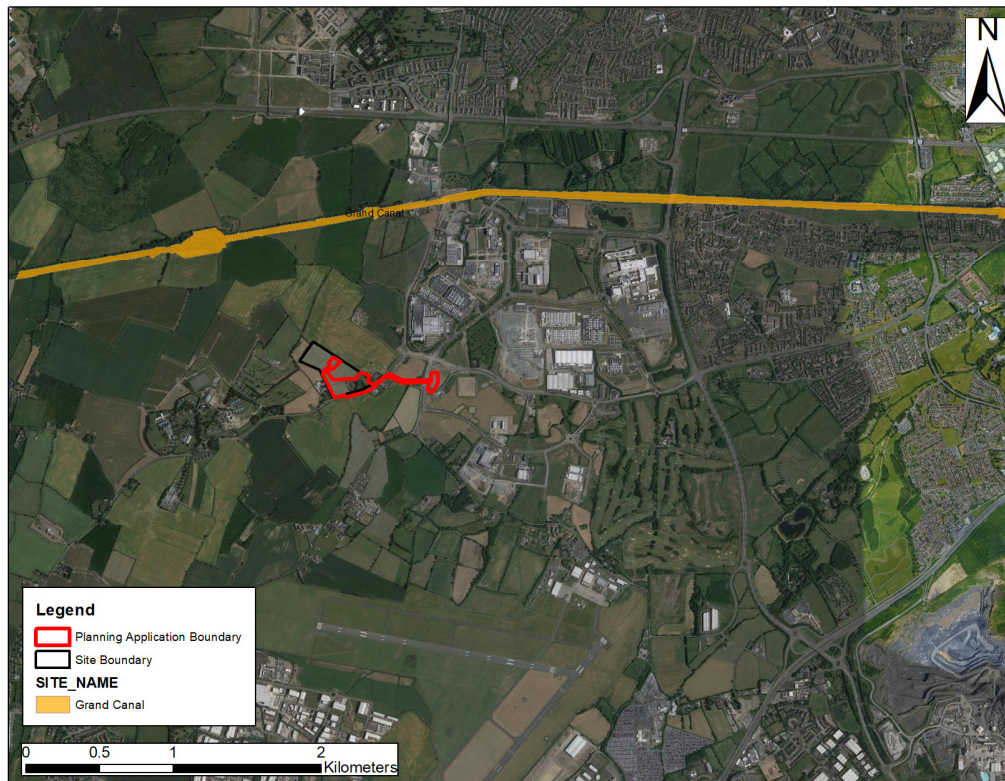 N
Grand Canal
Legend
Planning Application Boundary
Site Boundary
SITE_NAME
Grand Canal
0 0.5 1 2
Kilometers